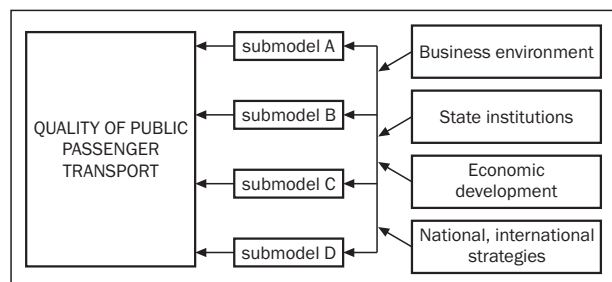 QUALITY OF PUBLIC
PASSENGER
TRANSPORT
submodel A
submodel B
submodel C
submodel D
Business environment
State institutions
Economic
development
National, international
strategies